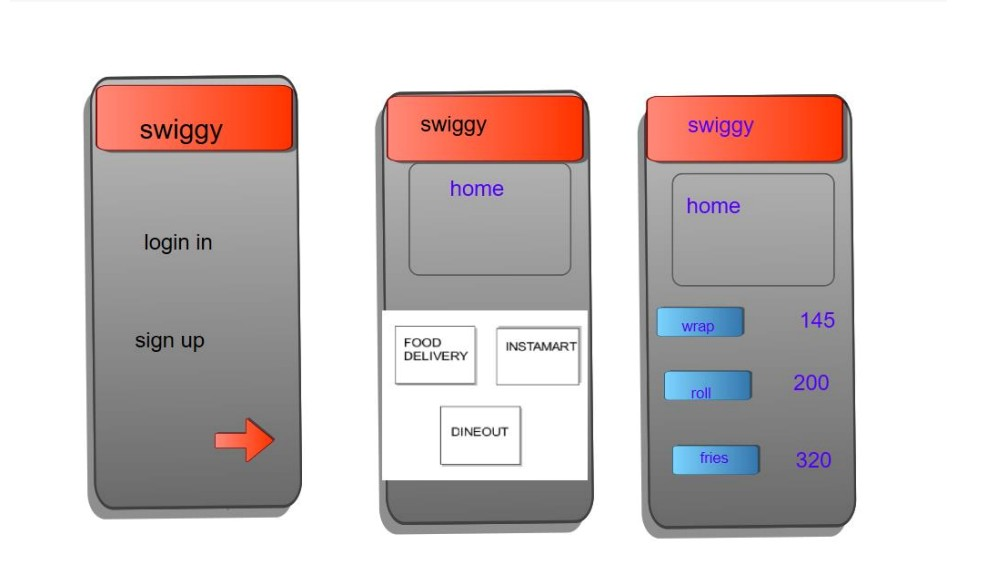 swiggy
login in
sign up
swiggy
home
FOOD
DELIVERY
INSTAMART
DINEOUT
swiggy
home
wrap 145
roll 200
fries 320